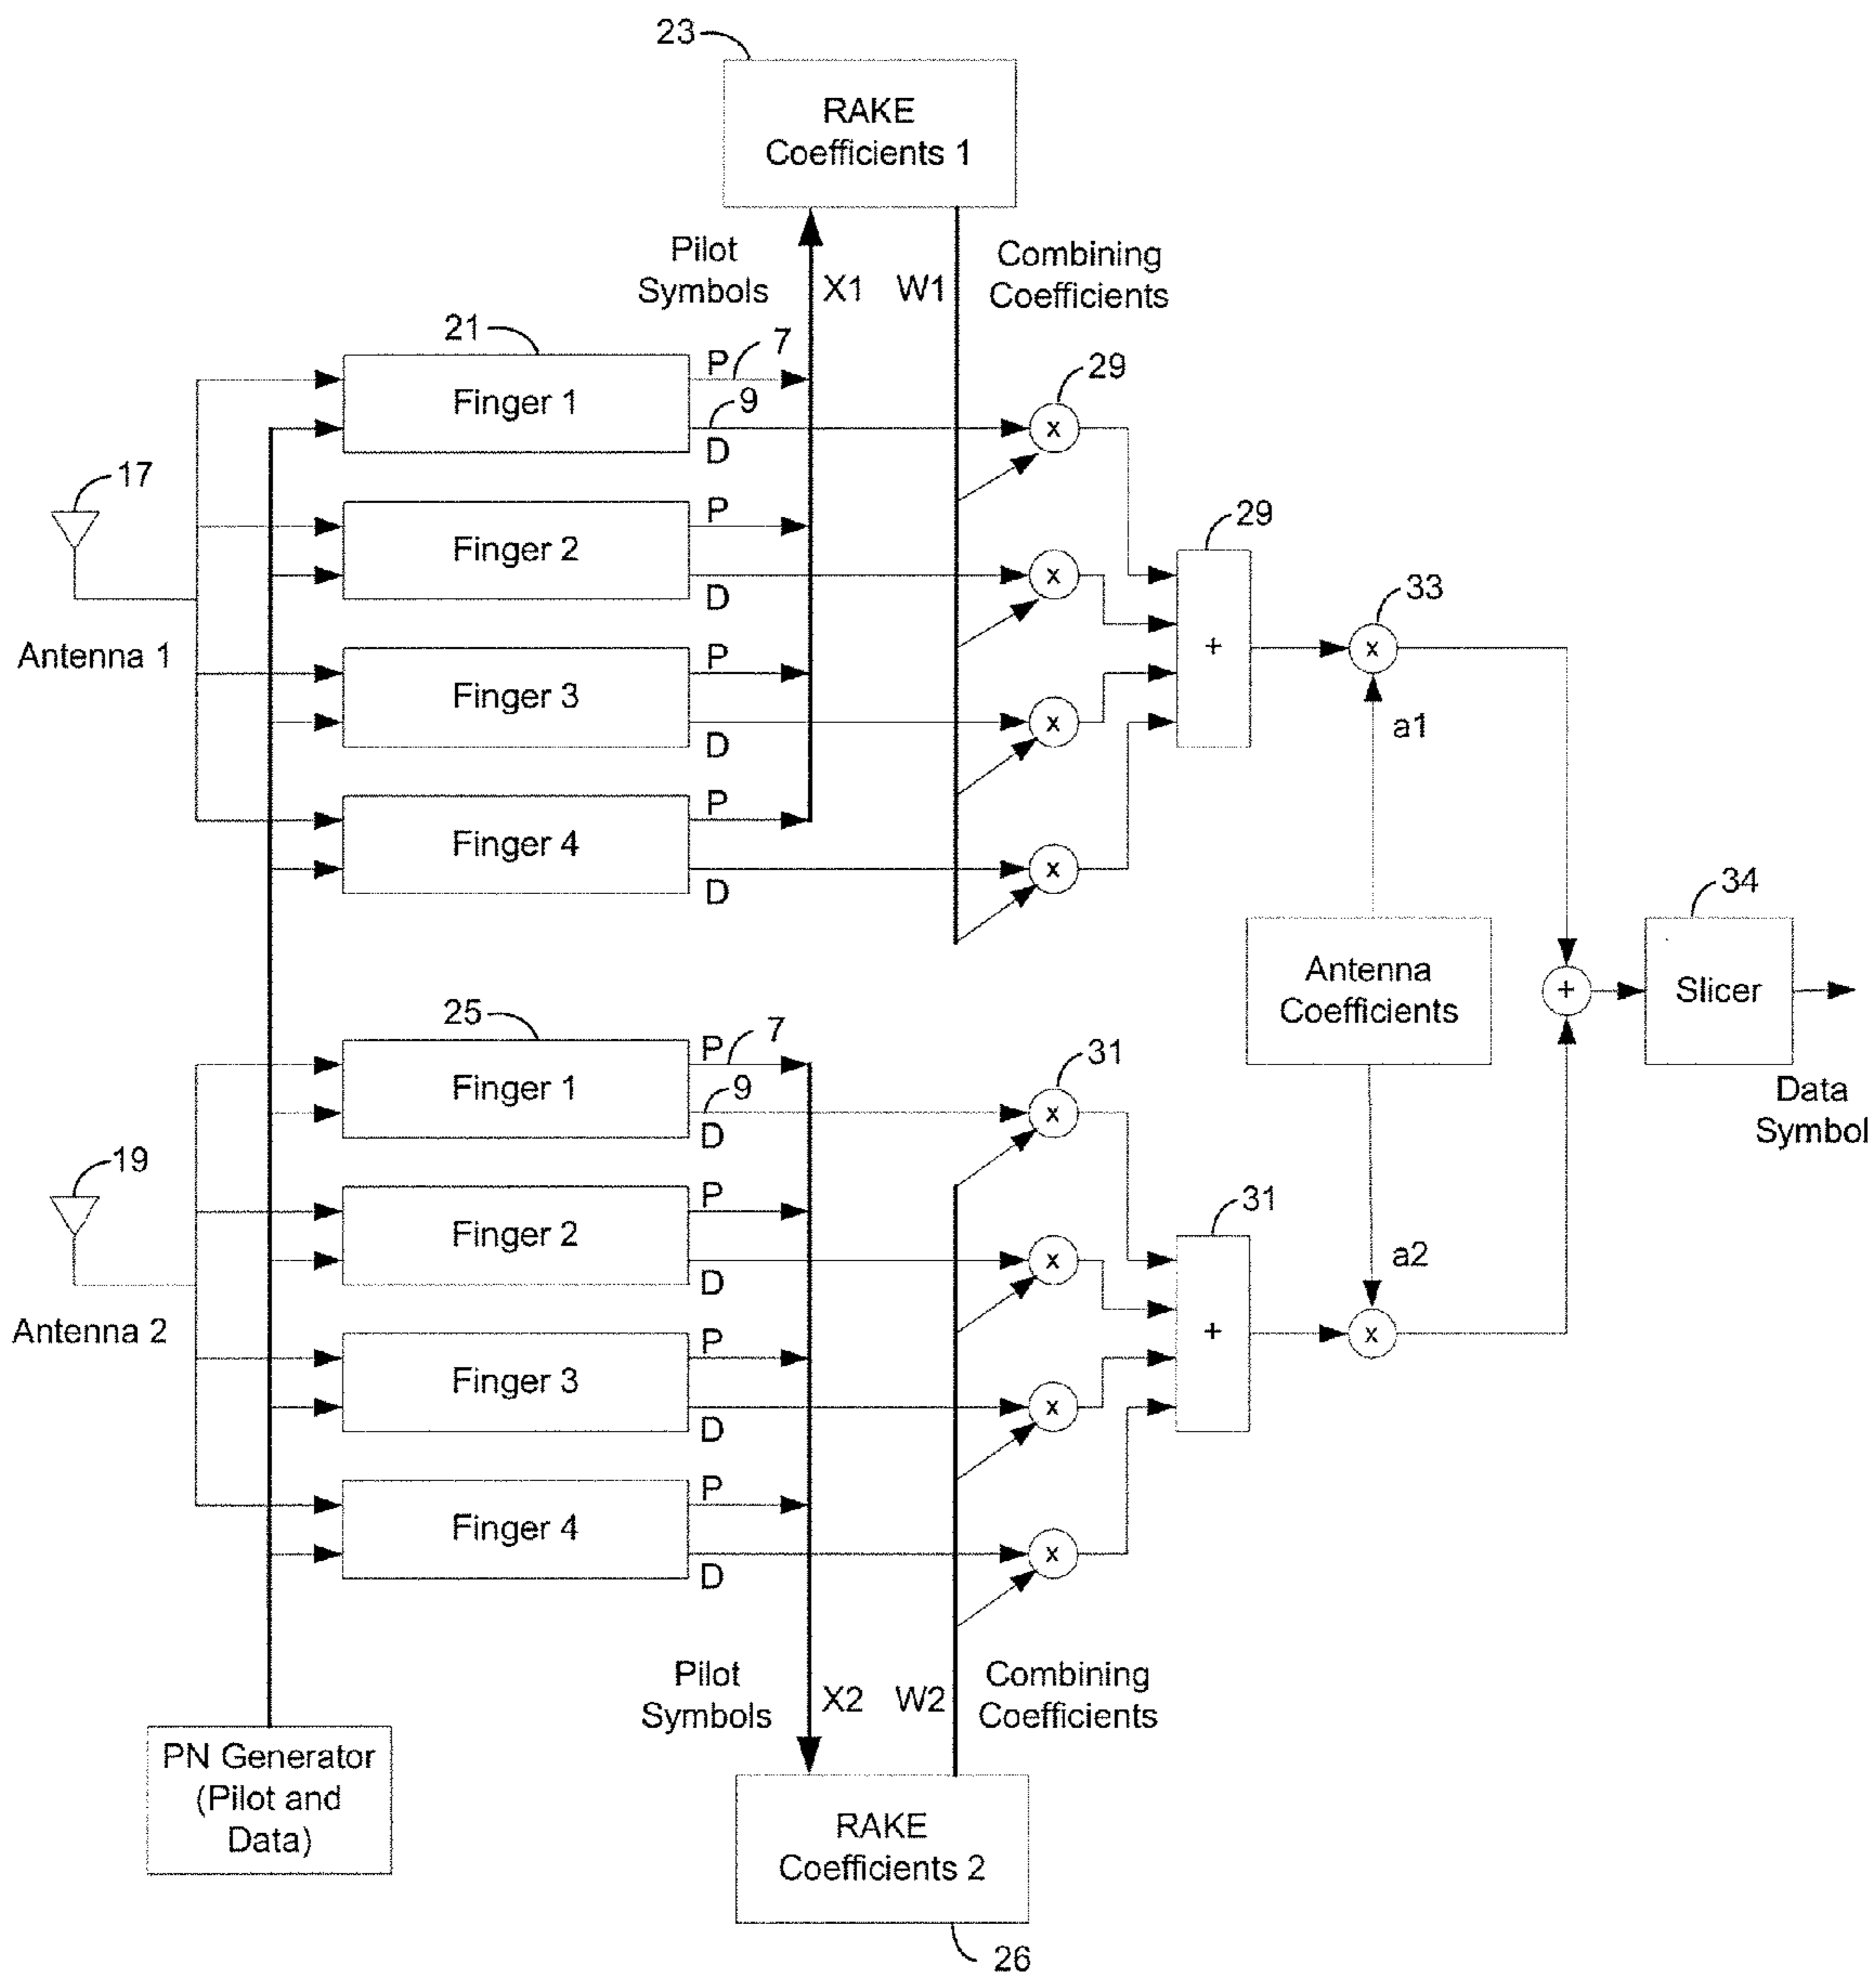 23
RAKE
Coefficients 1
Pilot
Symbols
X1
W1
Combining
Coefficients
21
P
7
Finger 1
9
D
29
x
17
P
Finger 2
D
x
29
Antenna 1
P
Finger 3
D
x
+
33
x
a1
P
Finger 4
D
x
34
Antenna
Coefficients
+
Slicer
Data
Symbol
25
P
7
Finger 1
9
D
31
x
19
P
Finger 2
D
x
31
a2
Antenna 2
P
Finger 3
D
x
+
x
P
Finger 4
D
x
Pilot
Symbols
X2
W2
Combining
Coefficients
PN Generator
(Pilot and
Data)
RAKE
Coefficients 2
26